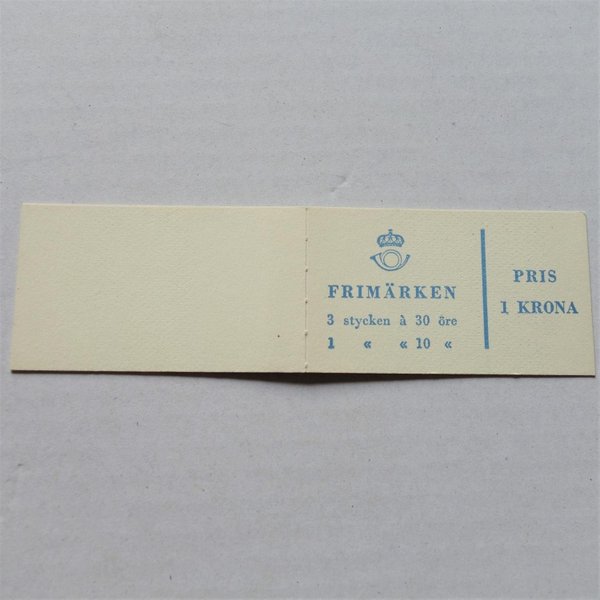 FRIMÄRKEN
3 stycken à 30 öre
1 « « 10 «
PRIS
1 KRONA